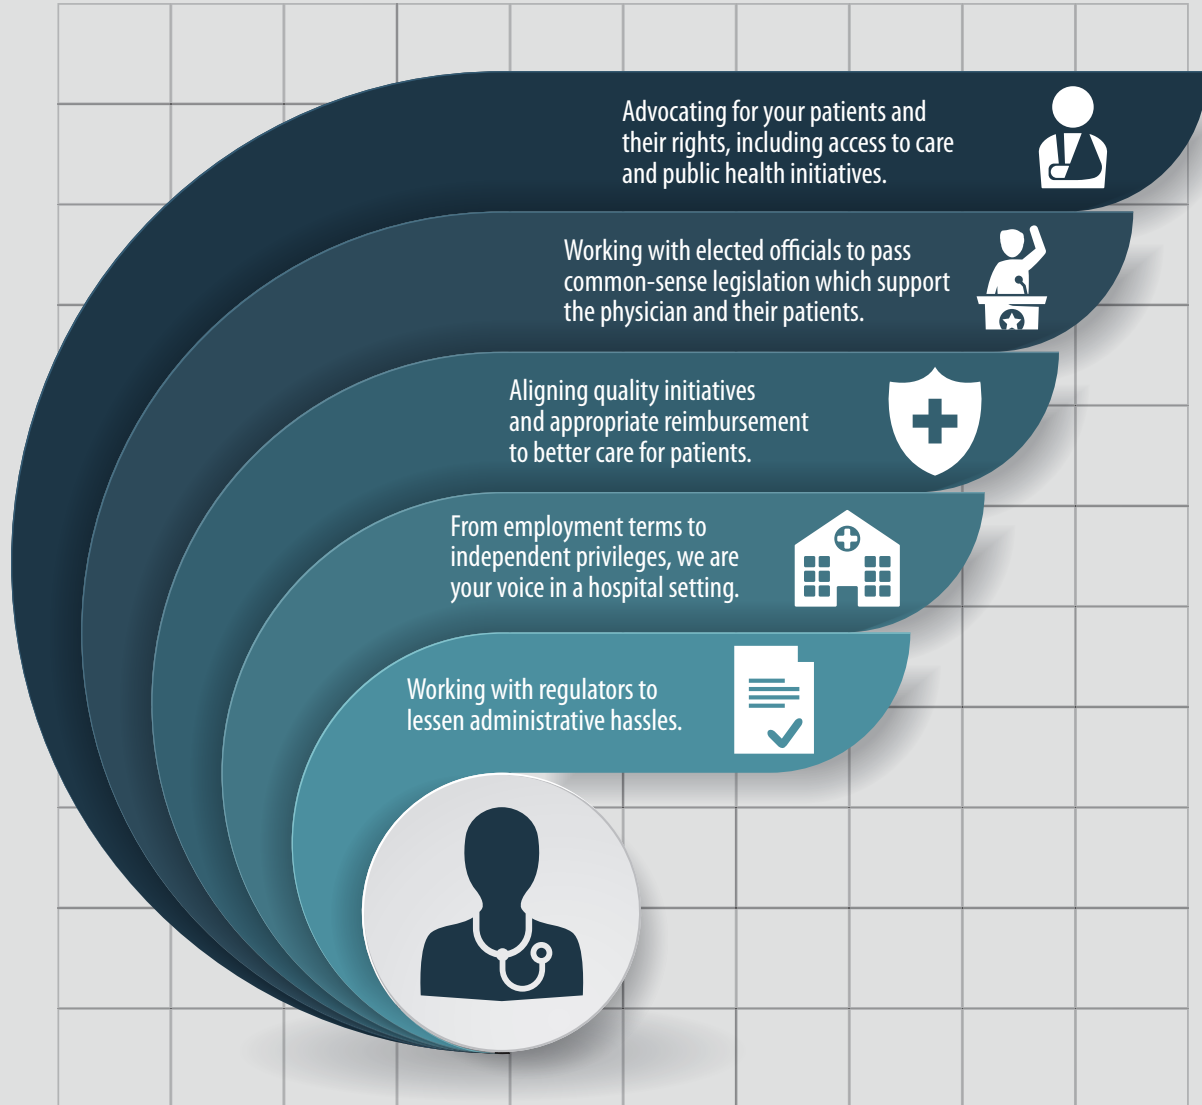 Advocating for your patients and
their rights, including access to care
and public health initiatives.
Working with elected officials to pass
common-sense legislation which support
the physician and their patients.
Aligning quality initiatives
and appropriate reimbursement
to better care for patients.
From employment terms to
independent privileges, we are
your voice in a hospital setting.
Working with regulators to
lessen administrative hassles.